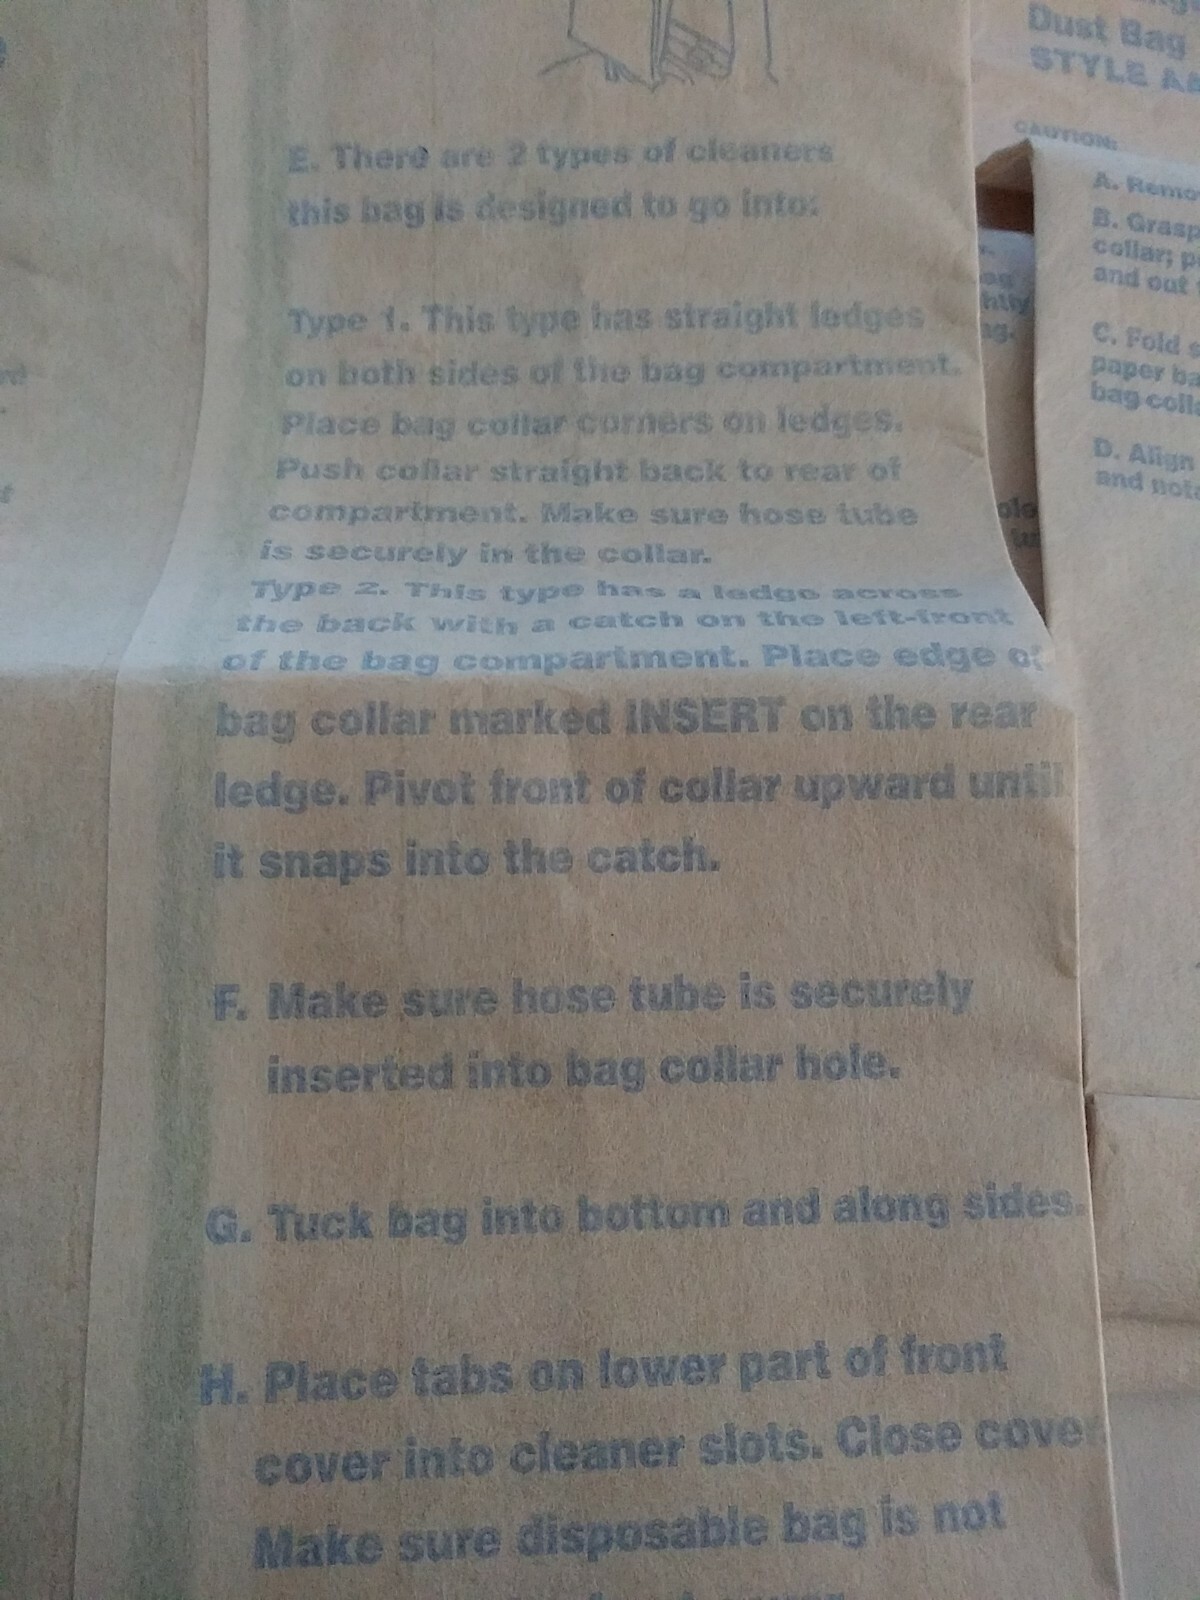 E. There are 2 types of cleaners
this bag is designed to go into:
Type 1. This type has straight ledges
on both sides of the bag compartment.
Place bag collar corners on ledges.
Push collar straight back to rear of
compartment. Make sure hose tube
is securely in the collar.
Type 2. This type has a ledge across
the back with a catch on the left-front
of the bag compartment. Place edge of
bag collar marked INSERT on the rear
ledge. Pivot front of collar upward until
it snaps into the catch.
F. Make sure hose tube is securely
inserted into bag collar hole.
G. Tuck bag into bottom and along sides.
H. Place tabs on lower part of front
cover into cleaner slots. Close cover
Make sure disposable bag is not
Dust Bag
STYLE
CAUTION:
A.
B. Grasp
collar;
and out
C. Fold
paper
bag
D. Align
and